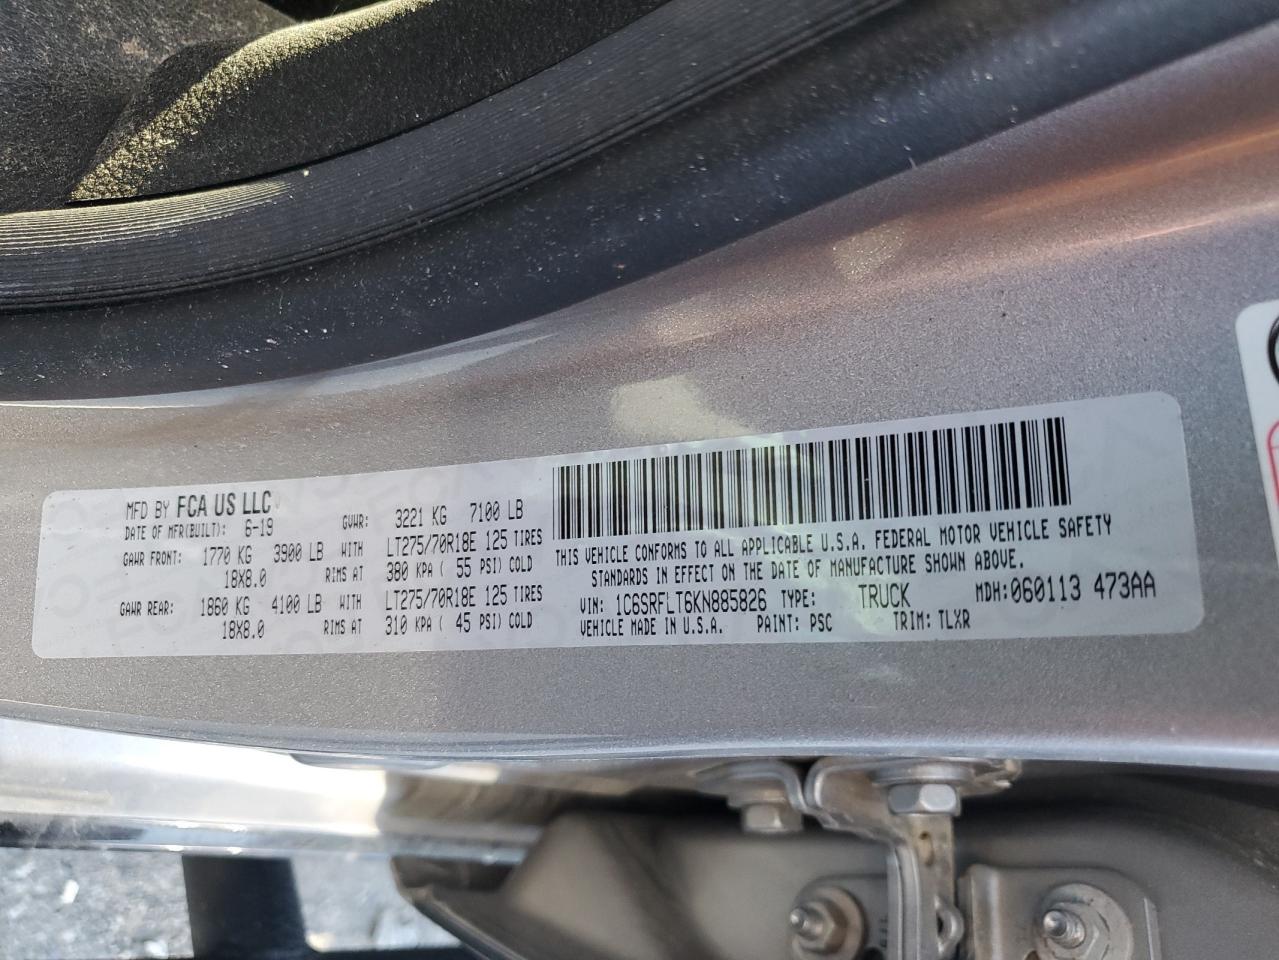 MFD BY FCA US LLC
DATE OF MFR(BUILT): 6-19 GVWR: 3221 KG 7100 LB
GAWR FRONT: 1770 KG 3900 LB WITH LT275/70R18E 125 TIRES
18X8.0 RIMS AT 380 KPA ( 55 PSI) COLD
GAWR REAR: 1860 KG 4100 LB WITH LT275/70R18E 125 TIRES
18X8.0 RIMS AT 310 KPA ( 45 PSI) COLD
THIS VEHICLE CONFORMS TO ALL APPLICABLE U.S.A. FEDERAL MOTOR VEHICLE SAFETY
STANDARDS IN EFFECT ON THE DATE OF MANUFACTURE SHOWN ABOVE.
VIN: 1C6SRFLT6KN885826 TYPE: TRUCK MDH:060113 473AA
VEHICLE MADE IN U.S.A. PAINT: PSC TRIM: TLXR